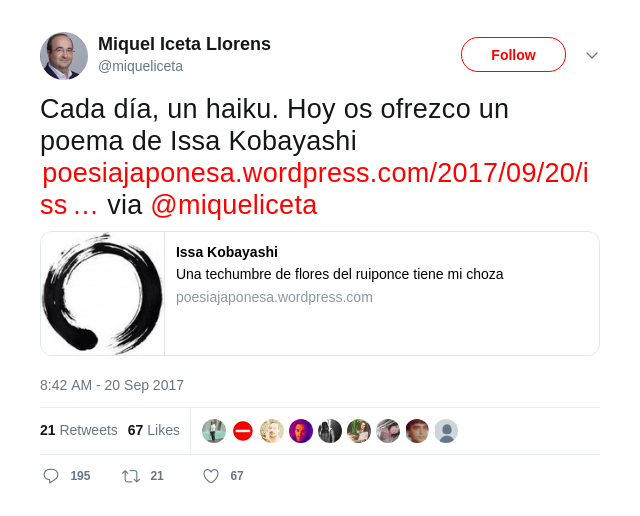 Miquel Iceta Llorens
@miqueliceta
Follow
Cada día, un haiku. Hoy os ofrezco un
poema de Issa Kobayashi
poesiajaponesa.wordpress.com/2017/09/20/i
ss … via @miqueliceta
Issa Kobayashi
Una techumbre de flores del ruiponce tiene mi choza
poesiajaponesa.wordpress.com
8:42 AM - 20 Sep 2017
21 Retweets 67 Likes
195 21 67